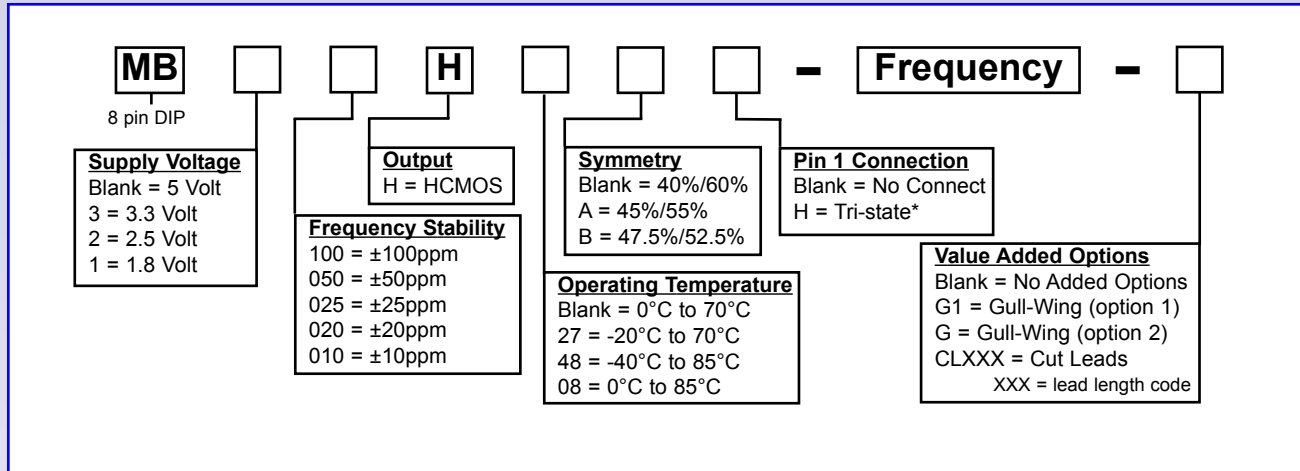 MB H - Frequency -
8 pin DIP
Supply Voltage
Blank = 5 Volt
3 = 3.3 Volt
2 = 2.5 Volt
1 = 1.8 Volt
Output
H = HCMOS
Frequency Stability
100 = ±100ppm
050 = ±50ppm
025 = ±25ppm
020 = ±20ppm
010 = ±10ppm
Symmetry
Blank = 40%/60%
A = 45%/55%
B = 47.5%/52.5%
Operating Temperature
Blank = 0°C to 70°C
27 = -20°C to 70°C
48 = -40°C to 85°C
08 = 0°C to 85°C
Pin 1 Connection
Blank = No Connect
H = Tri-state*
Value Added Options
Blank = No Added Options
G1 = Gull-Wing (option 1)
G = Gull-Wing (option 2)
CLXXX = Cut Leads
XXX = lead length code